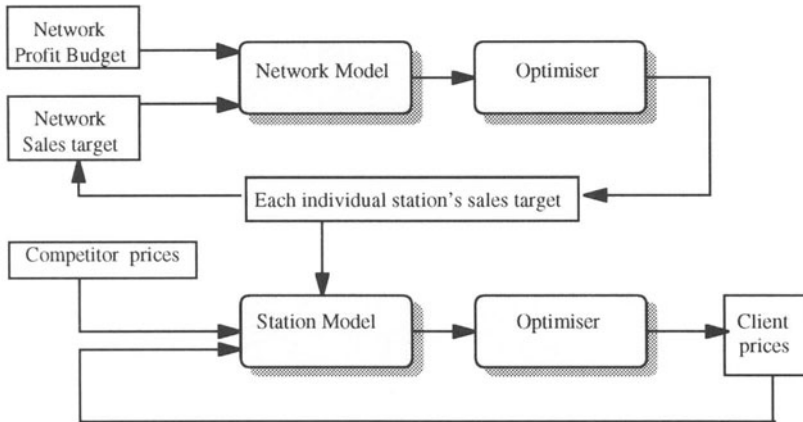 Network
Profit Budget
Network Model
Optimiser
Network
Sales target
Each individual station's sales target
Competitor prices
Station Model
Optimiser
Client
prices